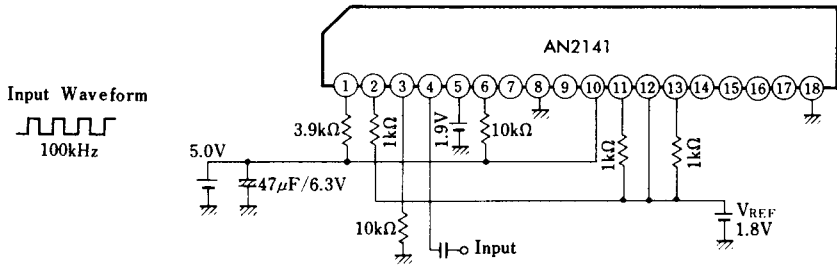 AN2141
1 2 3 4 5 6 7 8 9 10 11 12 13 14 15 16 17 18
Input Waveform
100kHz
3.9kΩ
1kΩ
1.9V
10kΩ
1kΩ
1kΩ
5.0V
47μF/6.3V
10kΩ
Input
VREF
1.8V